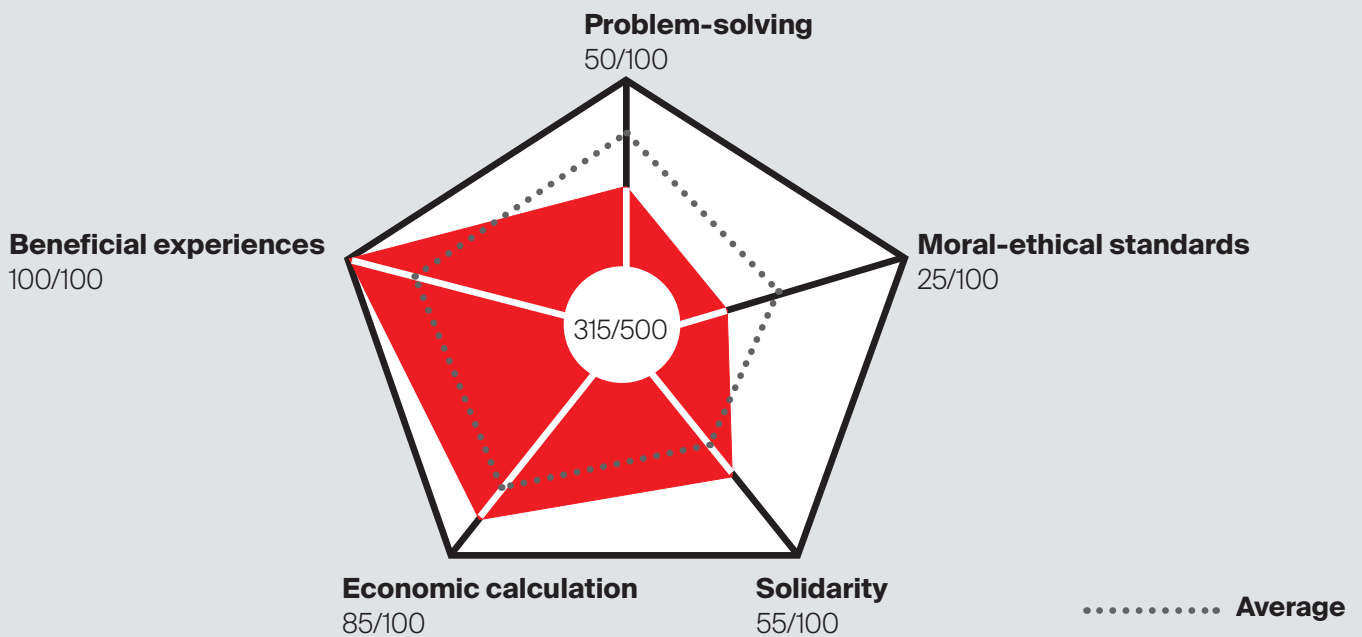 Problem-solving
50/100
Beneficial experiences
100/100
Moral-ethical standards
25/100
315/500
Economic calculation
85/100
Solidarity
55/100
Average